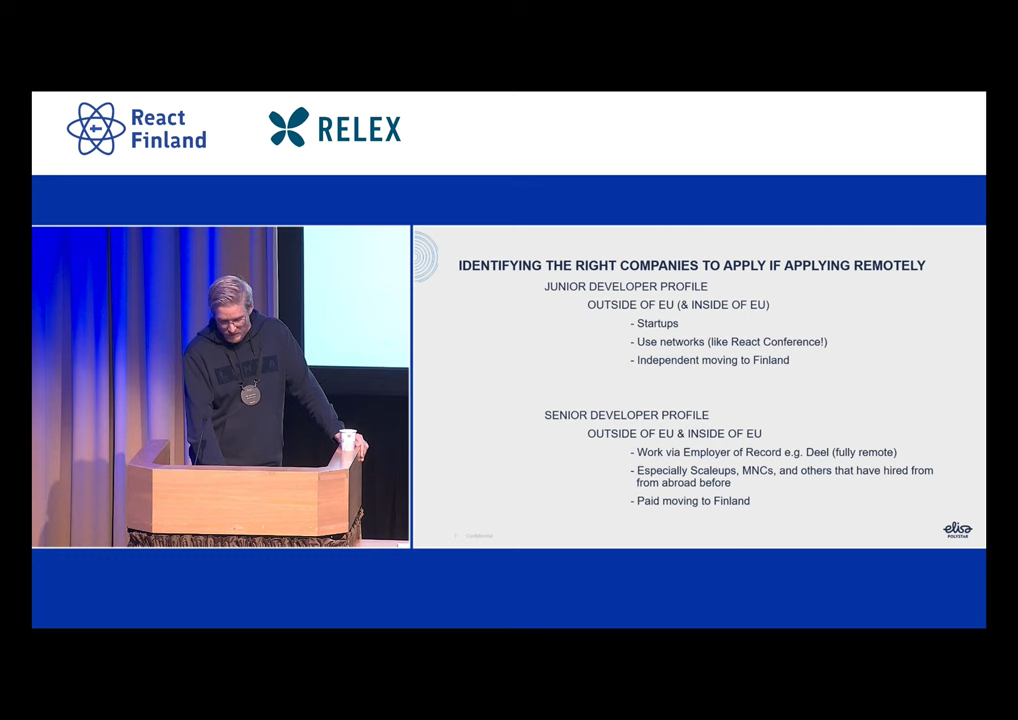 React
Finland
RELEX
IDENTIFYING THE RIGHT COMPANIES TO APPLY IF APPLYING REMOTELY
JUNIOR DEVELOPER PROFILE
OUTSIDE OF EU (& INSIDE OF EU)
- Startups
- Use networks (like React Conference!)
- Independent moving to Finland
SENIOR DEVELOPER PROFILE
OUTSIDE OF EU & INSIDE OF EU
- Work via Employer of Record e.g. Deel (fully remote)
- Especially Scaleups, MNCs, and others that have hired from
from abroad before
- Paid moving to Finland
7 Confidential
elisa
POLYSTAR